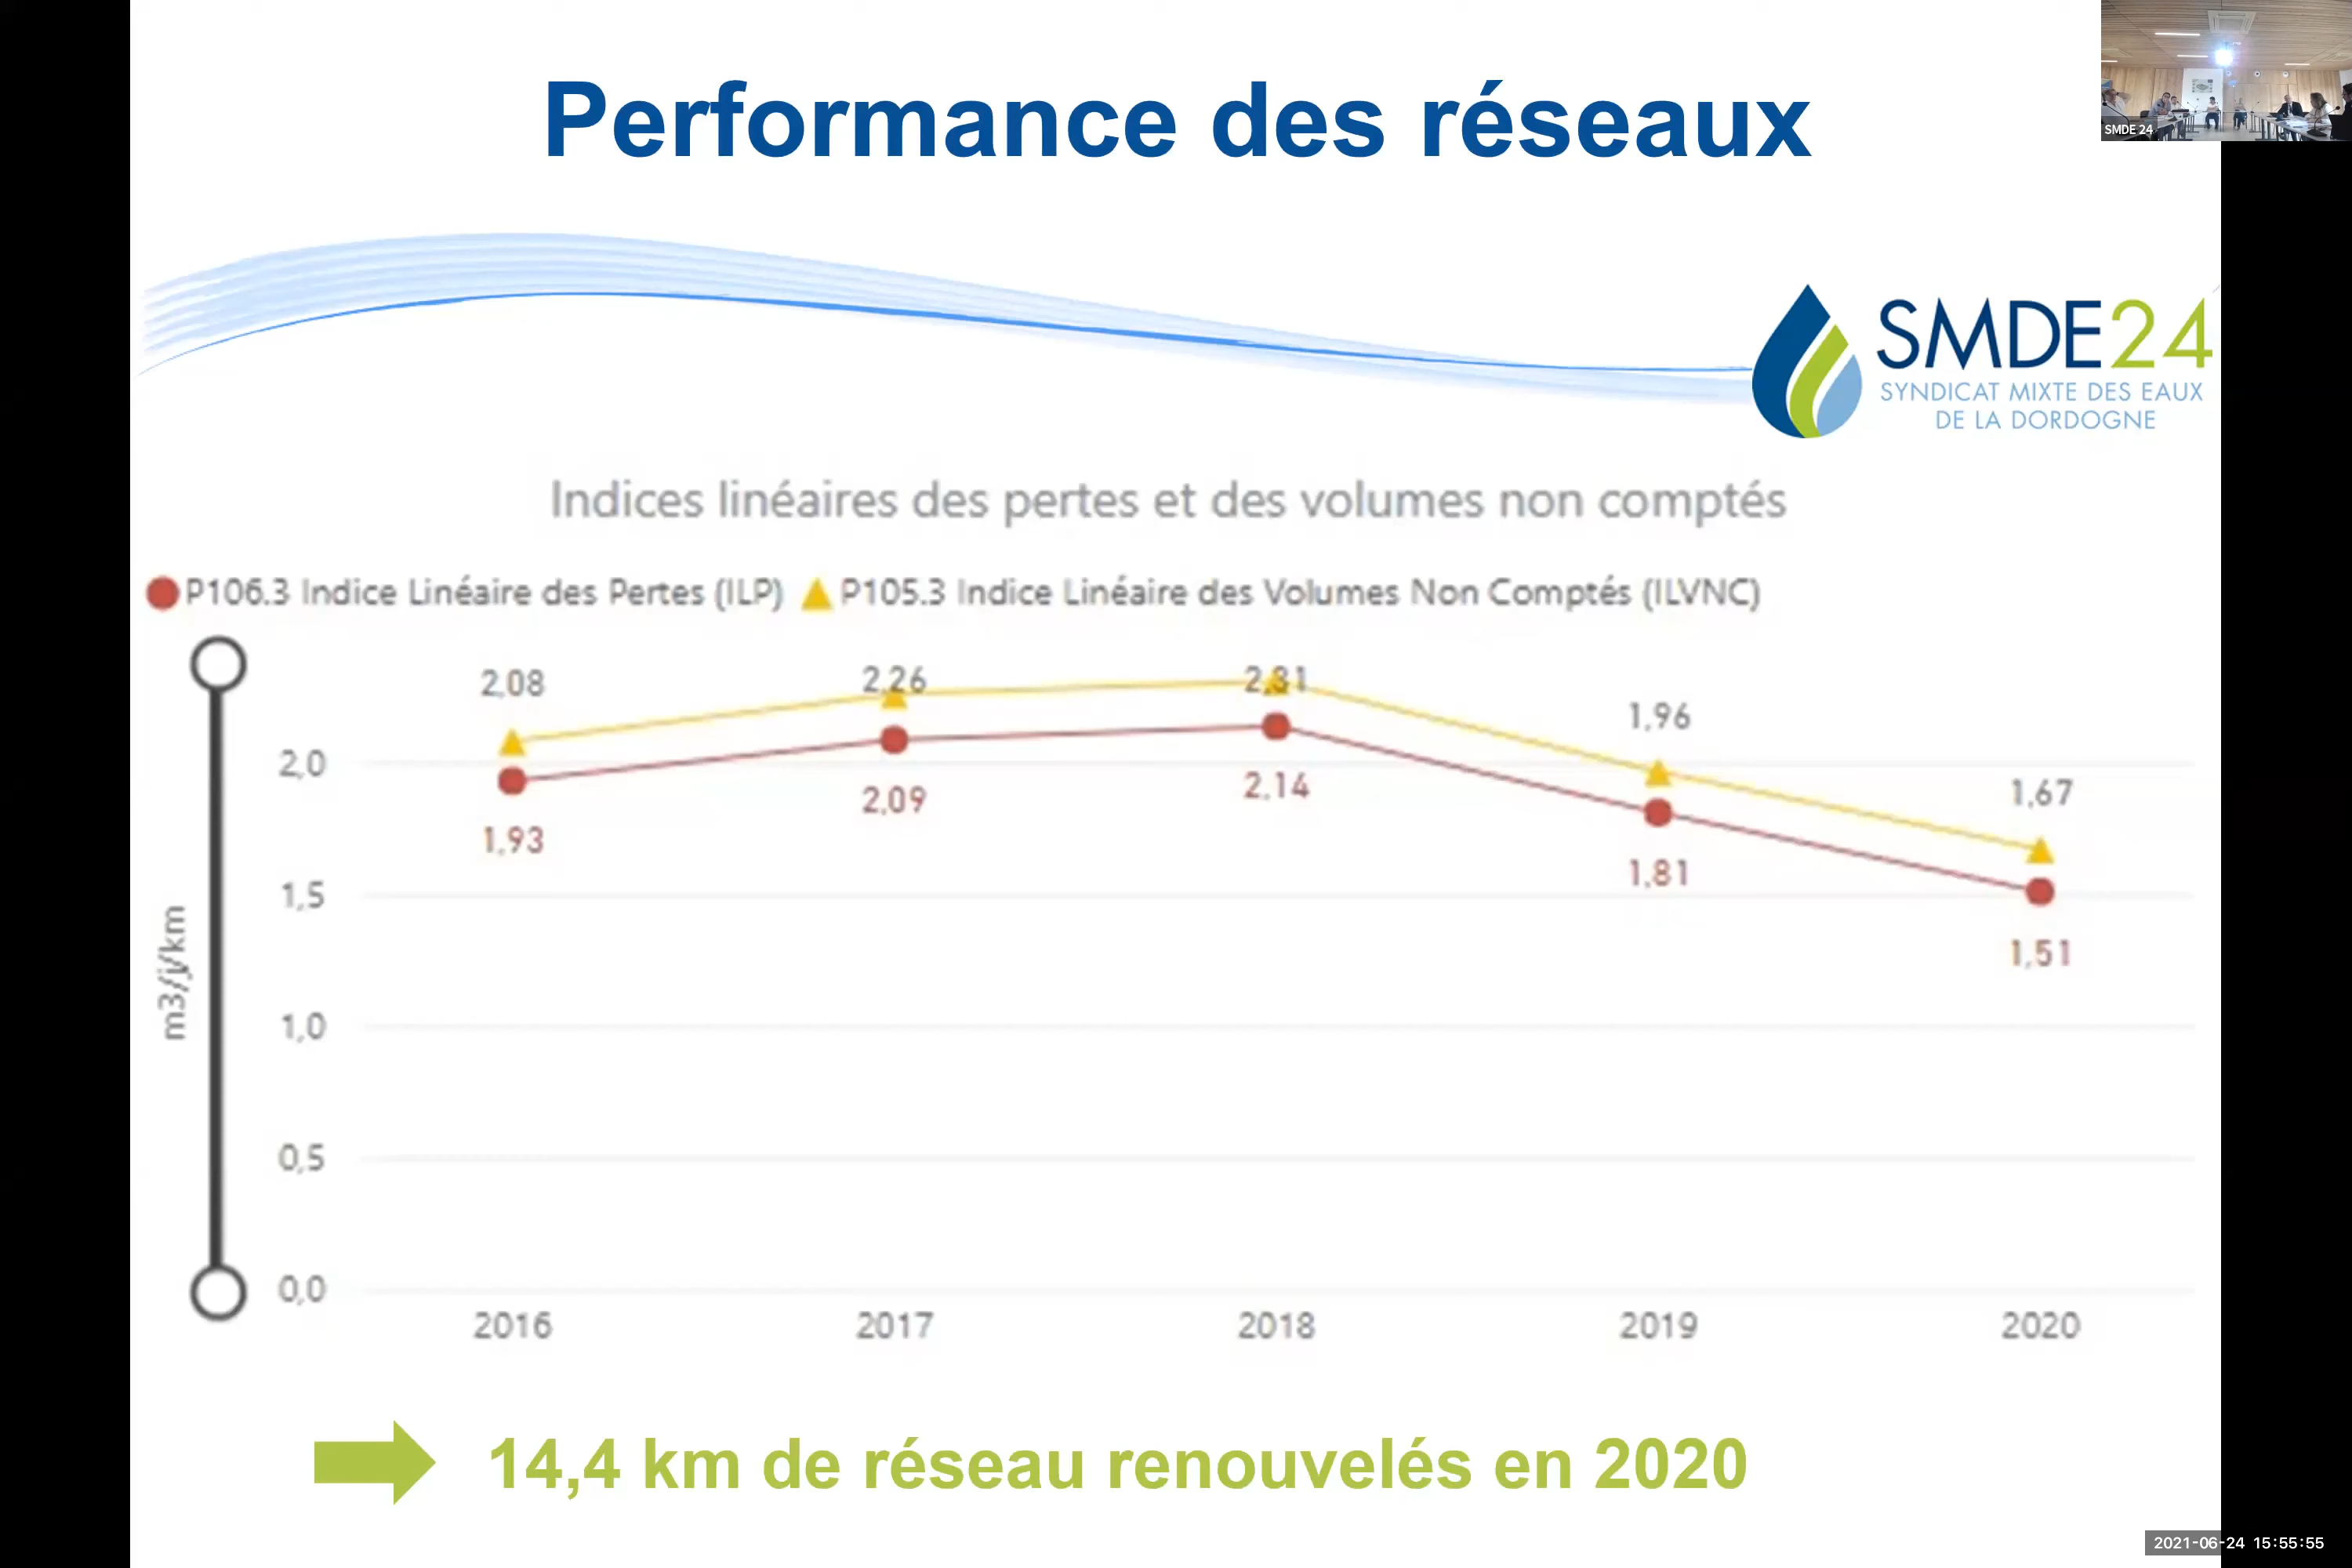 Performance des réseaux
SMDE 24
SMDE24
SYNDICAT MIXTE DES EAUX
DE LA DORDOGNE
Indices linéaires des pertes et des volumes non comptés
P106.3 Indice Linéaire des Pertes (ILP) P105.3 Indice Linéaire des Volumes Non Comptés (ILVNC)
2,08 2,26 2,31 1,96 1,67
1,93 2,09 2,14 1,81 1,51
m3/j/km
2,0
1,5
1,0
0,5
0,0
2016 2017 2018 2019 2020
14,4 km de réseau renouvelés en 2020
2021-06-24 15:55:55